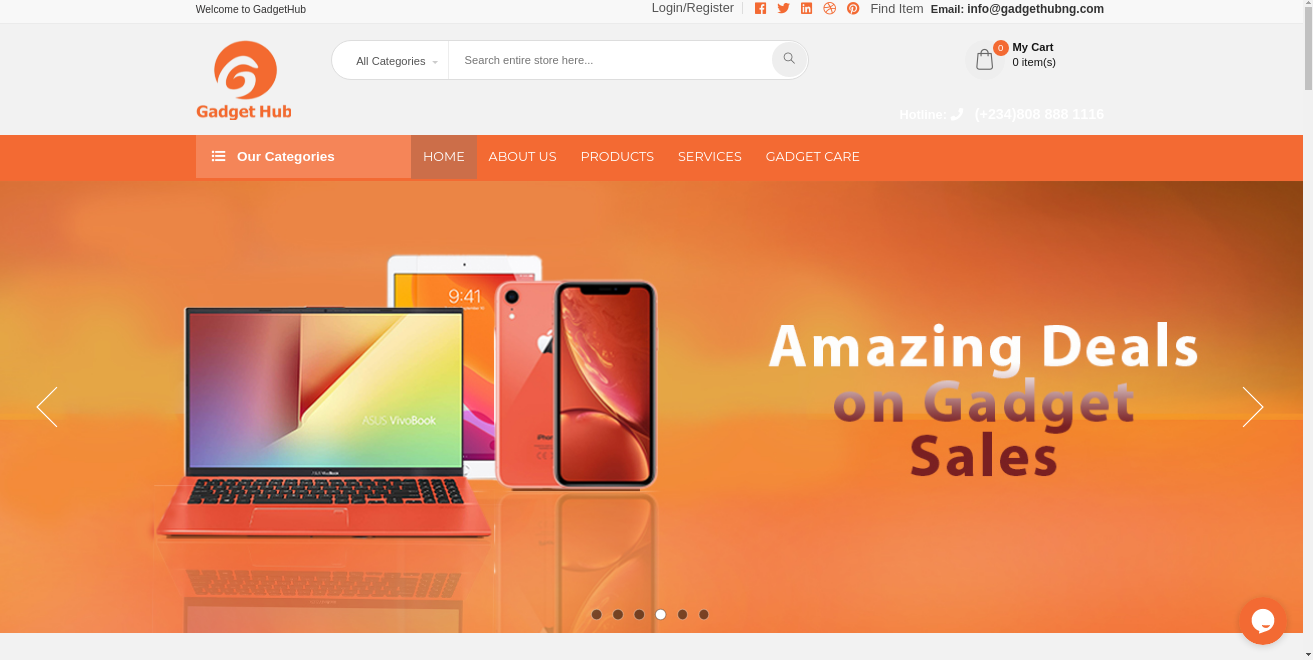 Welcome to GadgetHub
Login/Register
Find Item
Email: info@gadgethubng.com
Gadget Hub
All Categories
Search entire store here...
0
My Cart
0 item(s)
Hotline: (+234)808 888 1116
Our Categories
HOME
ABOUT US
PRODUCTS
SERVICES
GADGET CARE
9:41
ASUS VivoBook
iPhone
Amazing Deals
on Gadget
Sales